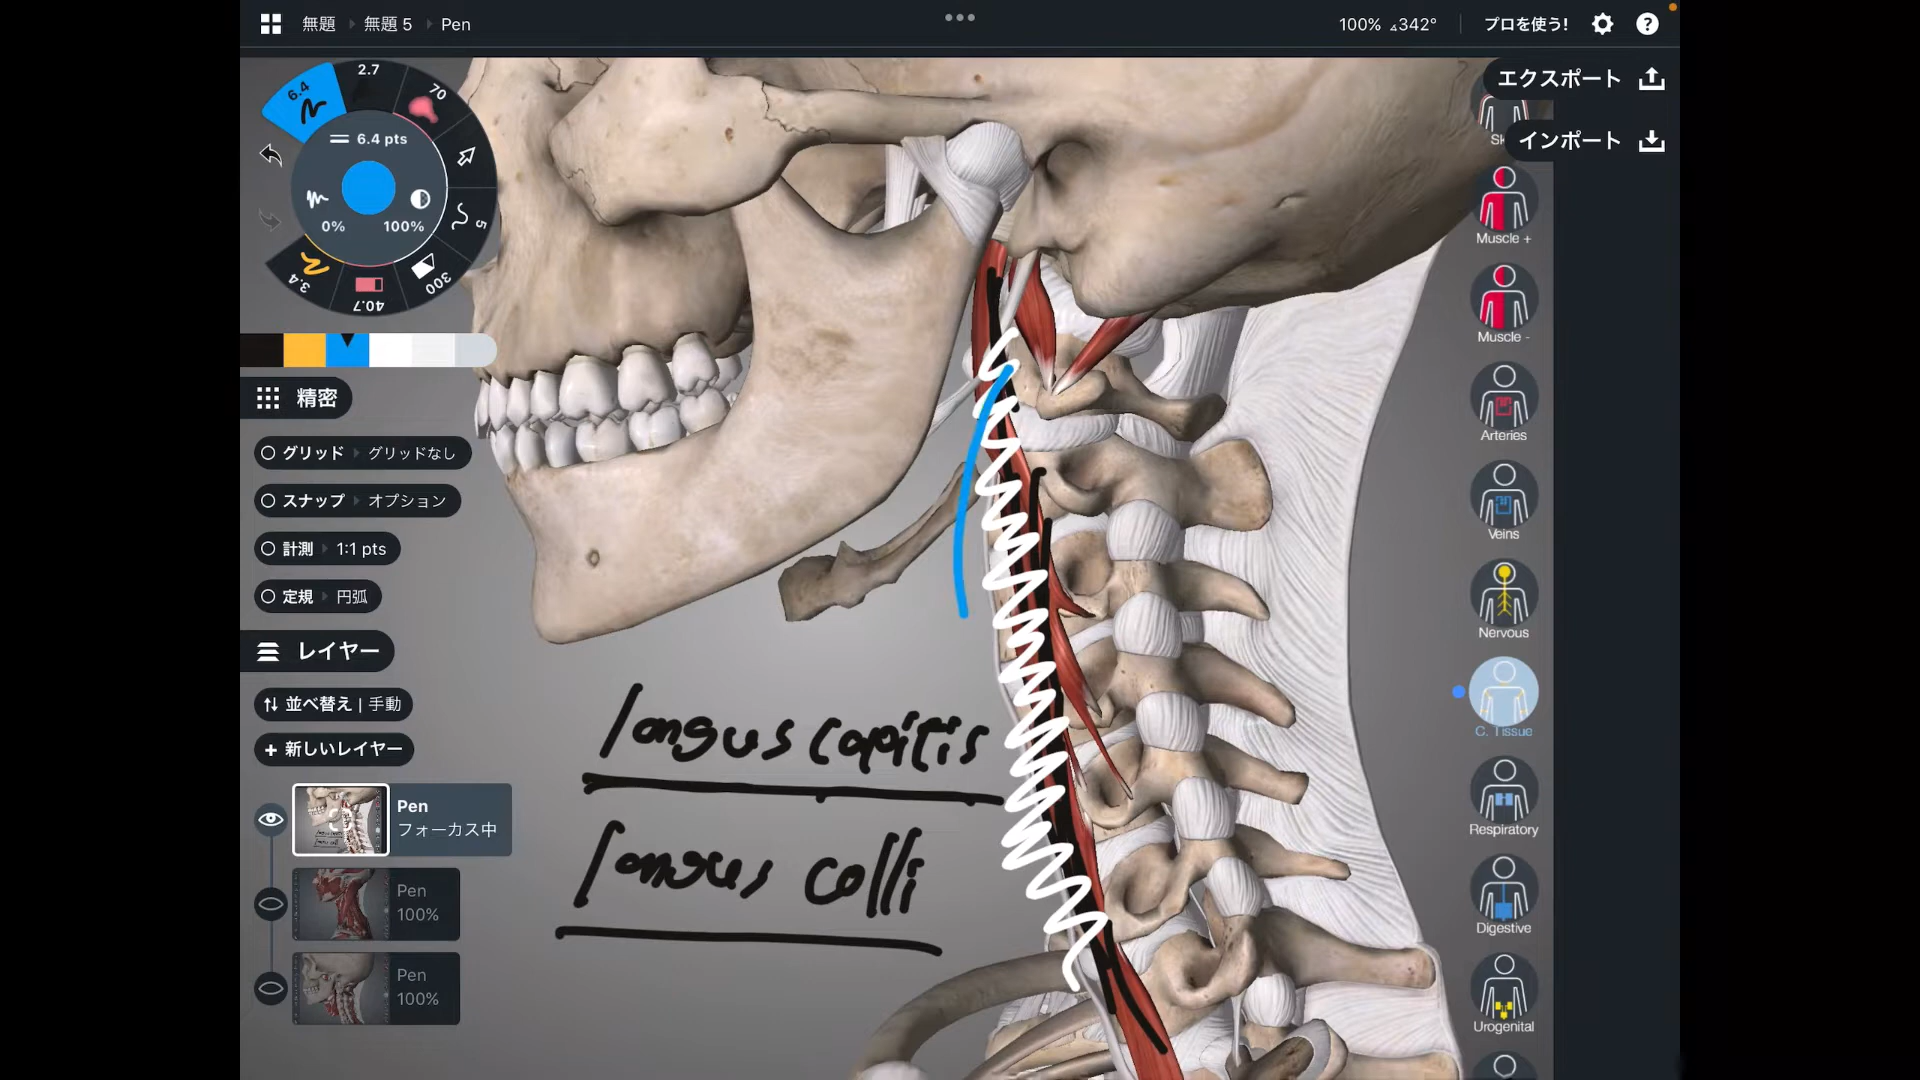 無題 無題 5 Pen
100% 342° プロを使う!
エクスポート
インポート
2.7
6.4
70
6.4 pts
0% 100%
5
3.4
40.7
300
精密
グリッド グリッドなし
スナップ オプション
計測 1:1 pts
定規 円弧
レイヤー
並べ替え | 手動
新しいレイヤー
Pen
フォーカス中
Pen
100%
Pen
100%
longus capitis
longus colli
Muscle +
Muscle -
Arteries
Veins
Nervous
C. Tissue
Respiratory
Digestive
Urogenital